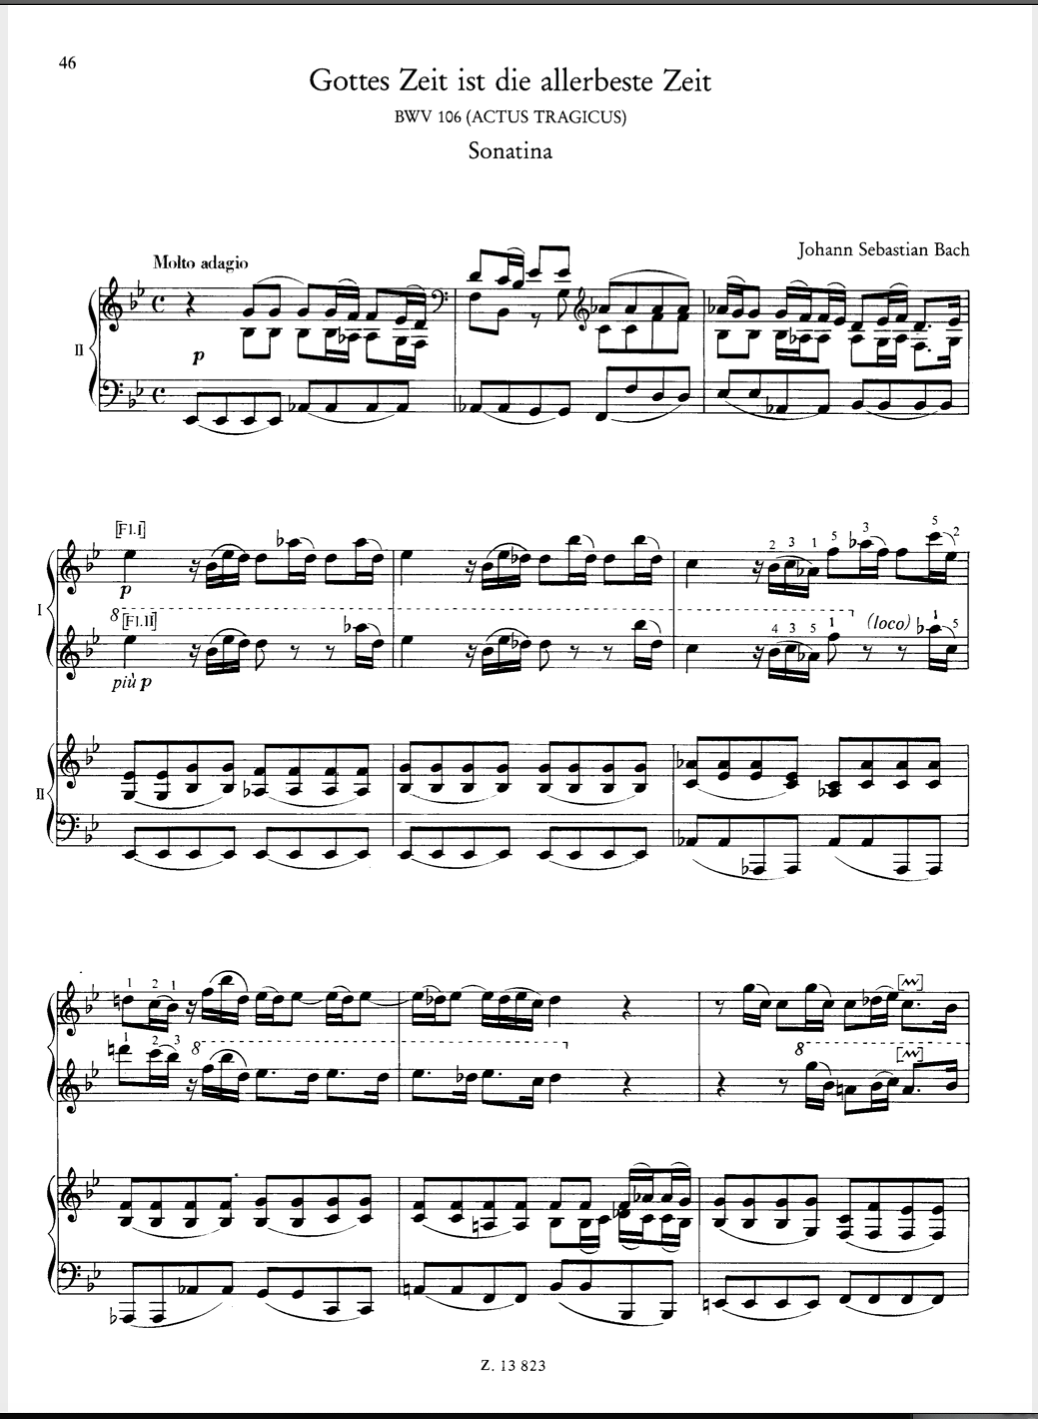 46
Gottes Zeit ist die allerbeste Zeit
BWV 106 (ACTUS TRAGICUS)
Sonatina
Johann Sebastian Bach
Molto adagio
II
p
[Fl.I]
5
3
5
2
2 3 1
p
I
8
[Fl.II]
(loco)
1
5
4 3 5 1
più p
II
1 2 1
1 2 3
8
8
Z. 13 823